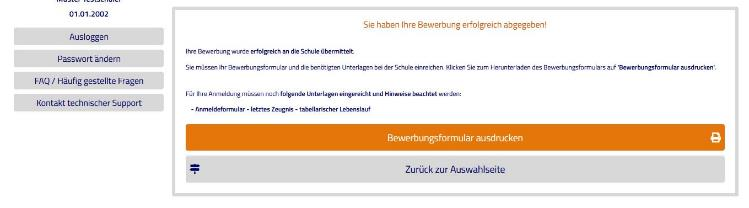 Muster Testschüler
01.01.2002
Ausloggen
Passwort ändern
FAQ / Häufig gestellte Fragen
Kontakt technischer Support
Sie haben Ihre Bewerbung erfolgreich abgegeben!
Ihre Bewerbung wurde erfolgreich an die Schule übermittelt.
Sie müssen ihr Bewerbungsformular und die benötigten Unterlagen bei der Schule einreichen. Klicken Sie zum Herunterladen des Bewerbungsformulars auf 'Bewerbungsformular ausdrucken'.
Für Ihre Anmeldung müssen noch folgende Unterlagen eingereicht und Hinweise beachtet werden:
- Anmeldeformular - letztes Zeugnis - tabellarischer Lebenslauf
Bewerbungsformular ausdrucken
Zurück zur Auswahlseite